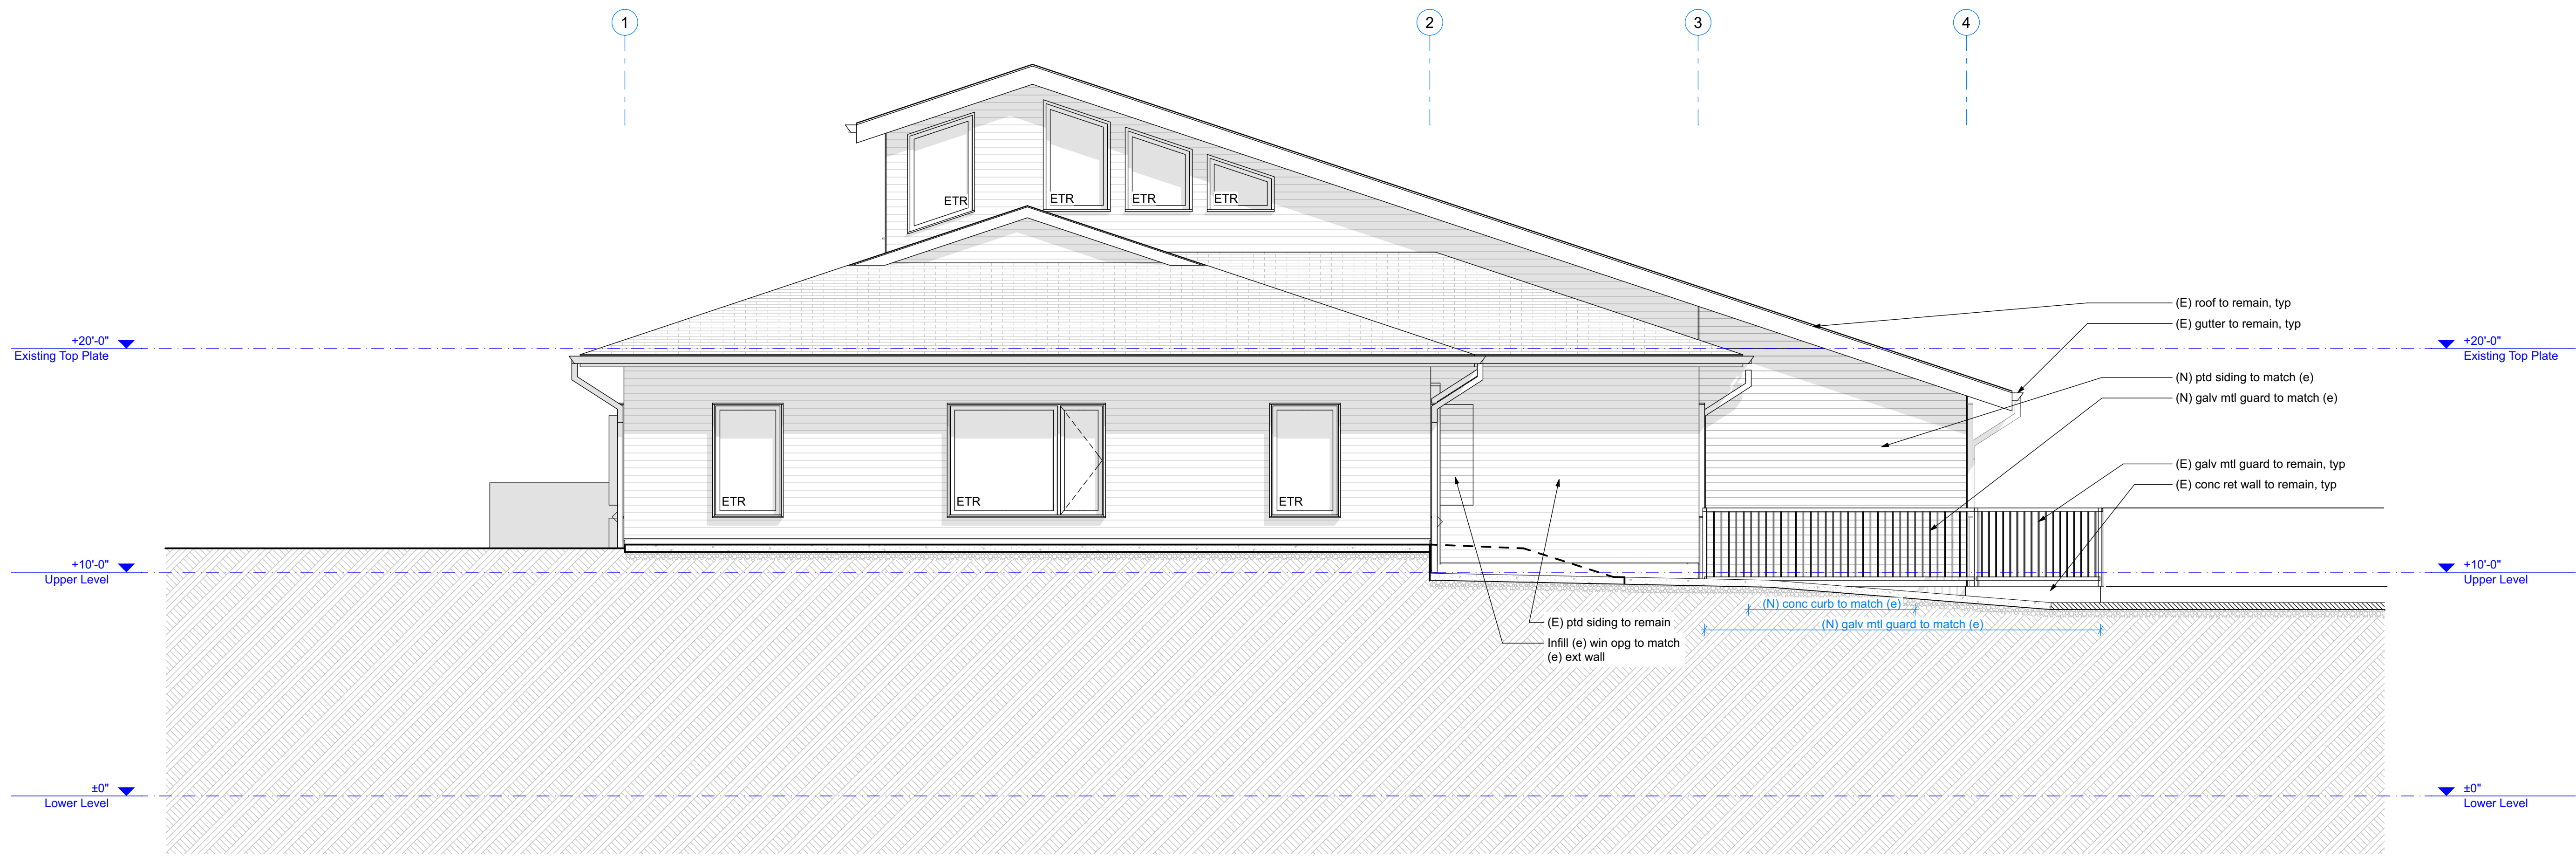 1
2
3
4
ETR
ETR
ETR
ETR
(E) roof to remain, typ
(E) gutter to remain, typ
+20'-0"
Existing Top Plate
+20'-0"
Existing Top Plate
(N) ptd siding to match (e)
(N) galv mtl guard to match (e)
(E) galv mtl guard to remain, typ
(E) conc ret wall to remain, typ
ETR
ETR
ETR
+10'-0"
Upper Level
+10'-0"
Upper Level
(N) conc curb to match (e)
(N) galv mtl guard to match (e)
(E) ptd siding to remain
Infill (e) win opg to match
(e) ext wall
±0"
Lower Level
±0"
Lower Level